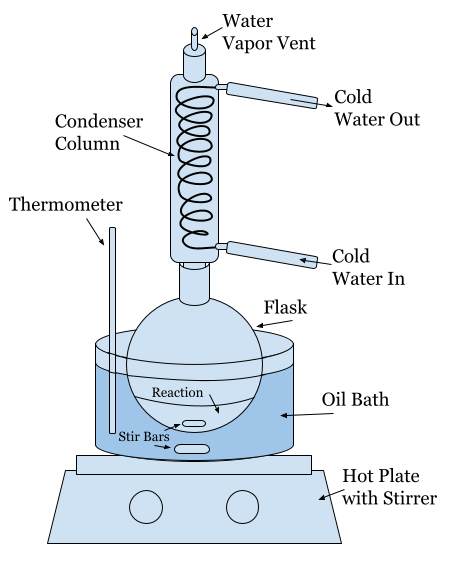 Water
Vapor Vent
Cold
Water Out
Condenser
Column
Thermometer
Cold
Water In
Flask
Reaction
Oil Bath
Stir Bars
Hot Plate
with Stirrer